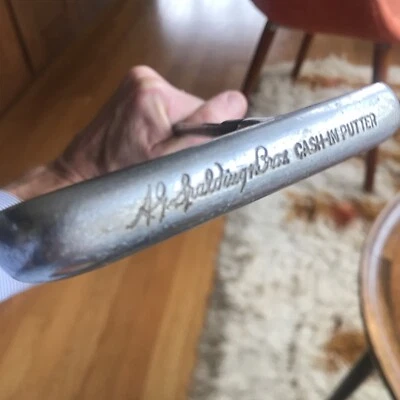 A.G. Spalding & Bros. CASH-IN PUTTER